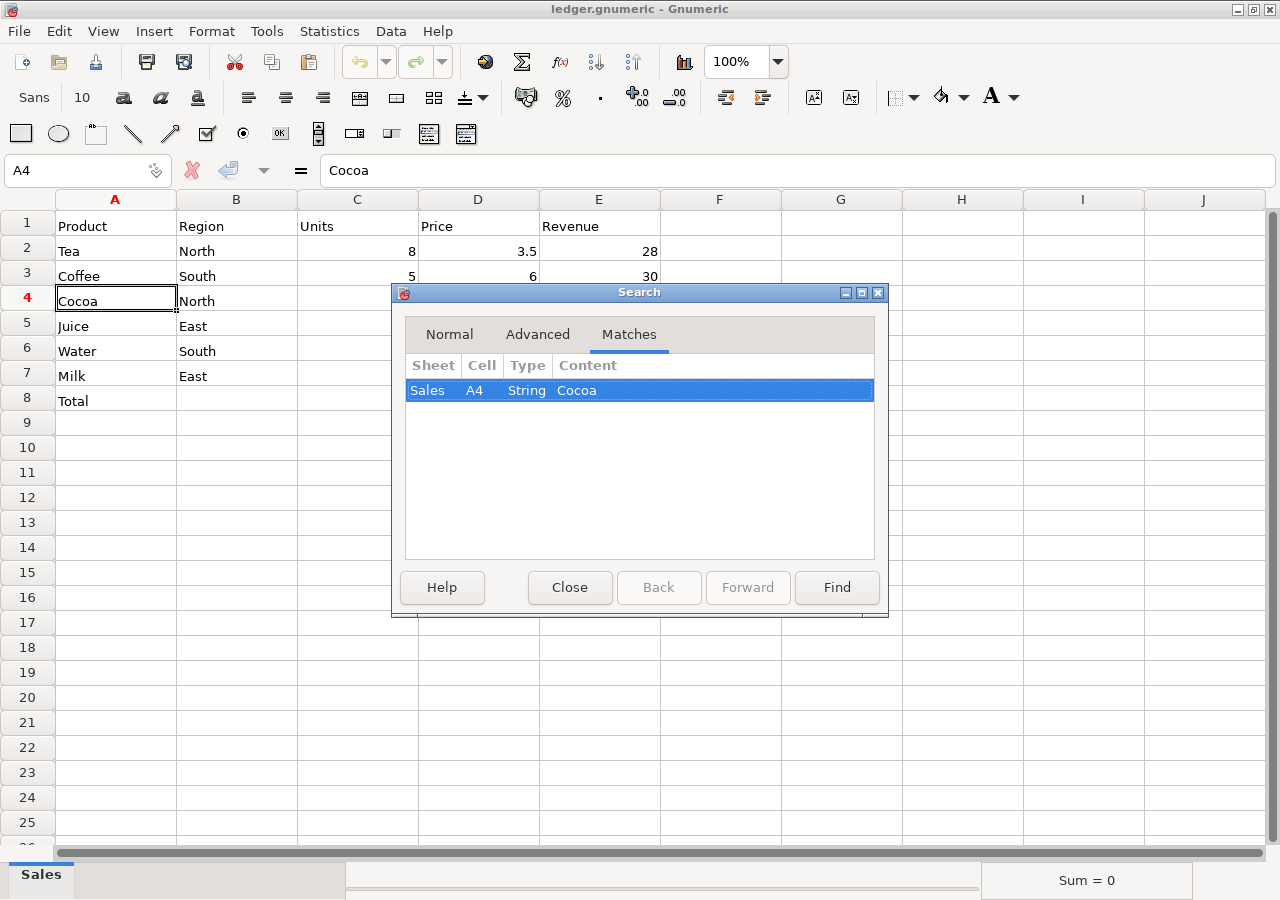 ledger.gnumeric - Gnumeric
File Edit View Insert Format Tools Statistics Data Help
f(x) 100%
Sans 10 a a a % .00 .00 A A A
ab OK
A4 = Cocoa
A B C D E F G H I J
1 Product Region Units Price Revenue
2 Tea North 8 3.5 28
3 Coffee South 5 6 30
4 Cocoa North
5 Juice East
6 Water South
7 Milk East
8 Total
9
10
11
12
13
14
15
16
17
18
19
20
21
22
23
24
25
Search
Normal Advanced Matches
Sheet Cell Type Content
Sales A4 String Cocoa
Help Close Back Forward Find
Sales
Sum = 0